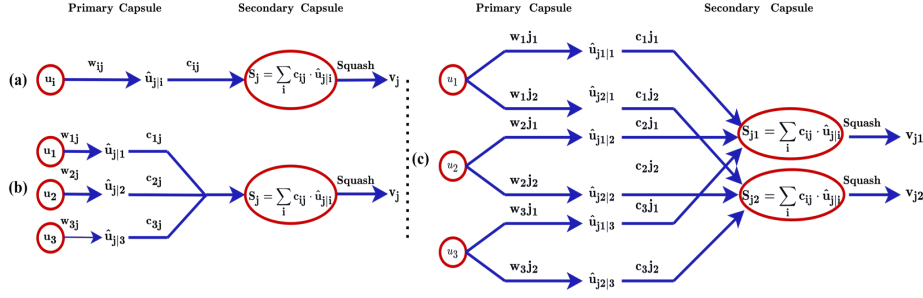 Primary Capsule Secondary Capsule
(a) u_i w_ij û_j|i c_ij S_j = ∑_i c_ij · û_j|i Squash v_j
(b) u_1 w_1j û_j|1 c_1j
u_2 w_2j û_j|2 c_2j S_j = ∑_i c_ij · û_j|i Squash v_j
u_3 w_3j û_j|3 c_3j
Primary Capsule Secondary Capsule
(c)
u_1 w_1j_1 û_j1|1 c_1j_1
w_1j_2 û_j2|1 c_1j_2
u_2 w_2j_1 û_j1|2 c_2j_1
w_2j_2 û_j2|2 c_2j_2
u_3 w_3j_1 û_j1|3 c_3j_1
w_3j_2 û_j2|3 c_3j_2
S_j1 = ∑_i c_ij · û_j|i Squash v_j1
S_j2 = ∑_i c_ij · û_j|i Squash v_j2